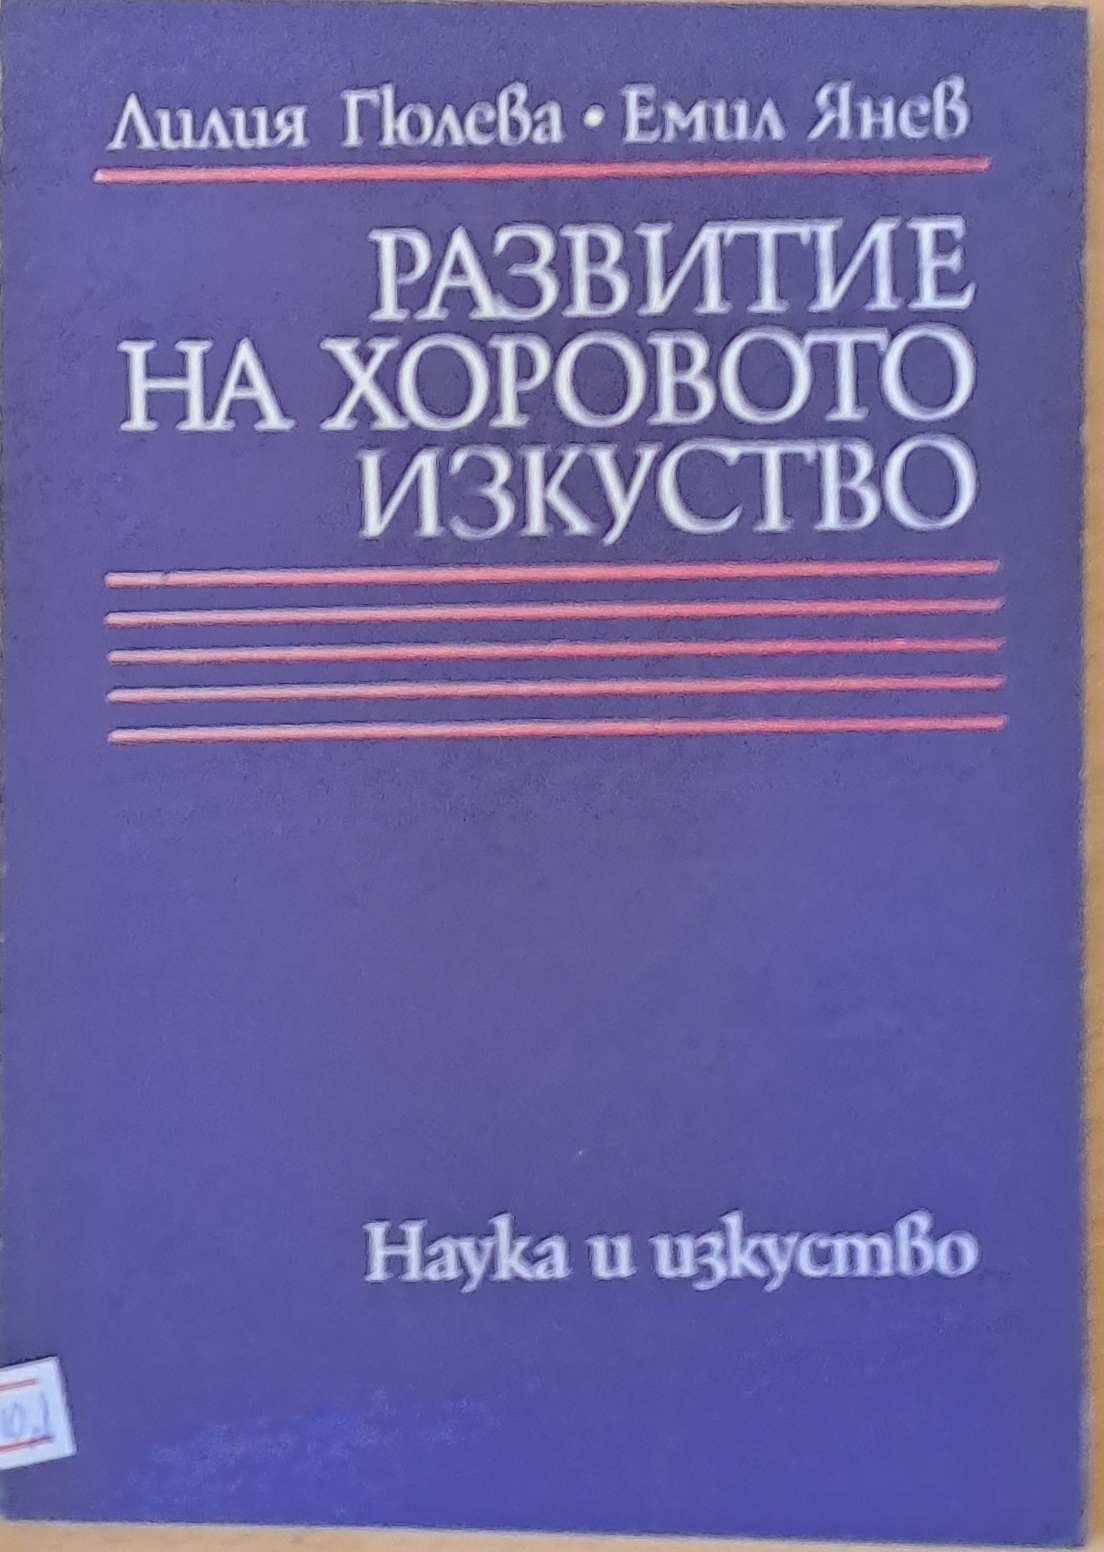 Лилия Гюлева • Емил Янев
РАЗВИТИЕ
НА ХОРОВОТО
ИЗКУСТВО
Наука и изкуство